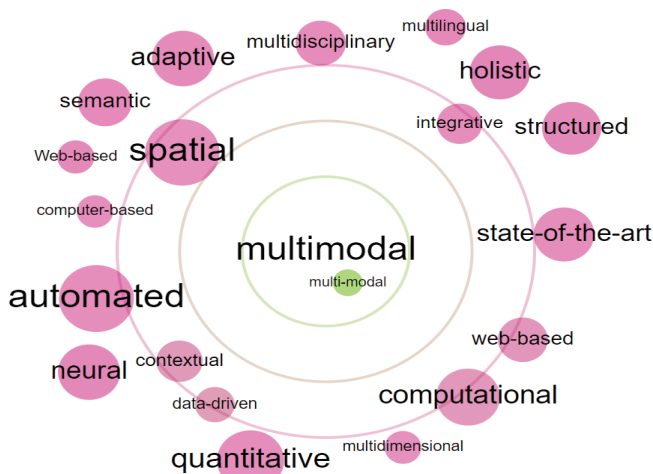 multilingual
multidisciplinary
adaptive
holistic
semantic
integrative
structured
Web-based
spatial
computer-based
state-of-the-art
multimodal
multi-modal
automated
web-based
contextual
neural
computational
data-driven
multidimensional
quantitative